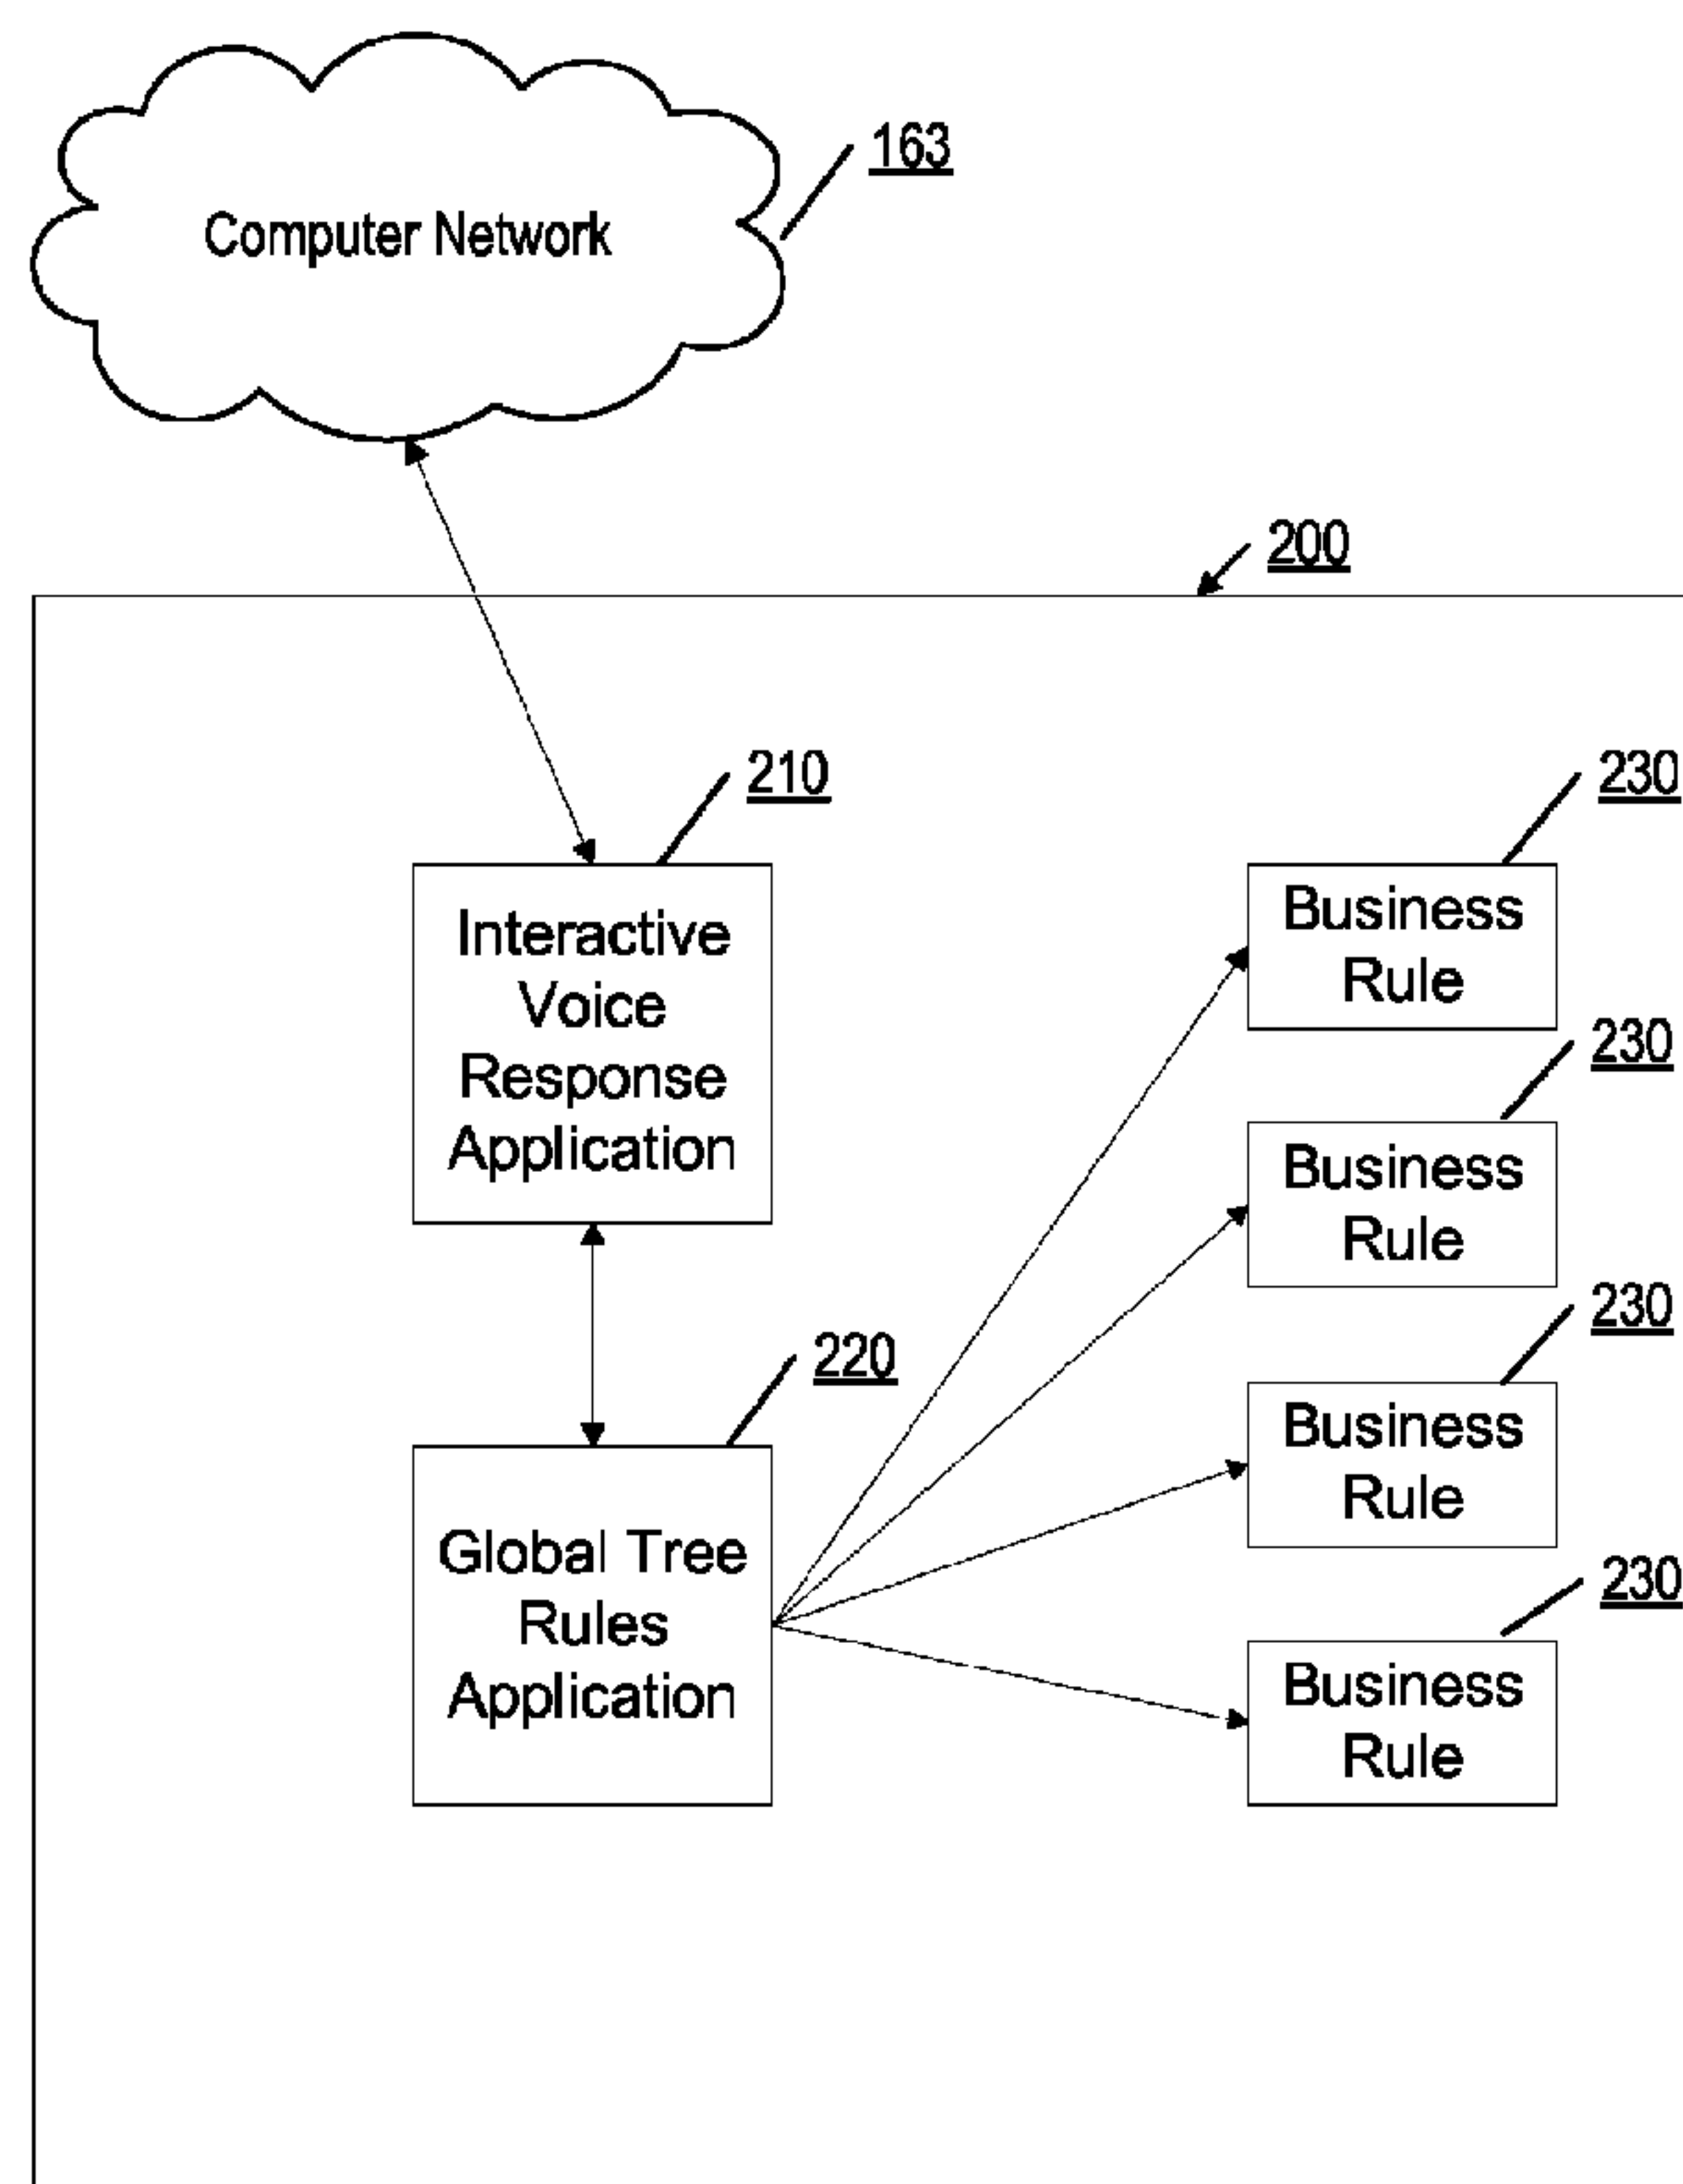 163
Computer Network
200
210
230
Interactive
Voice
Response
Application
Business
Rule
230
Business
Rule
230
220
Business
Rule
Global Tree
Rules
Application
230
Business
Rule